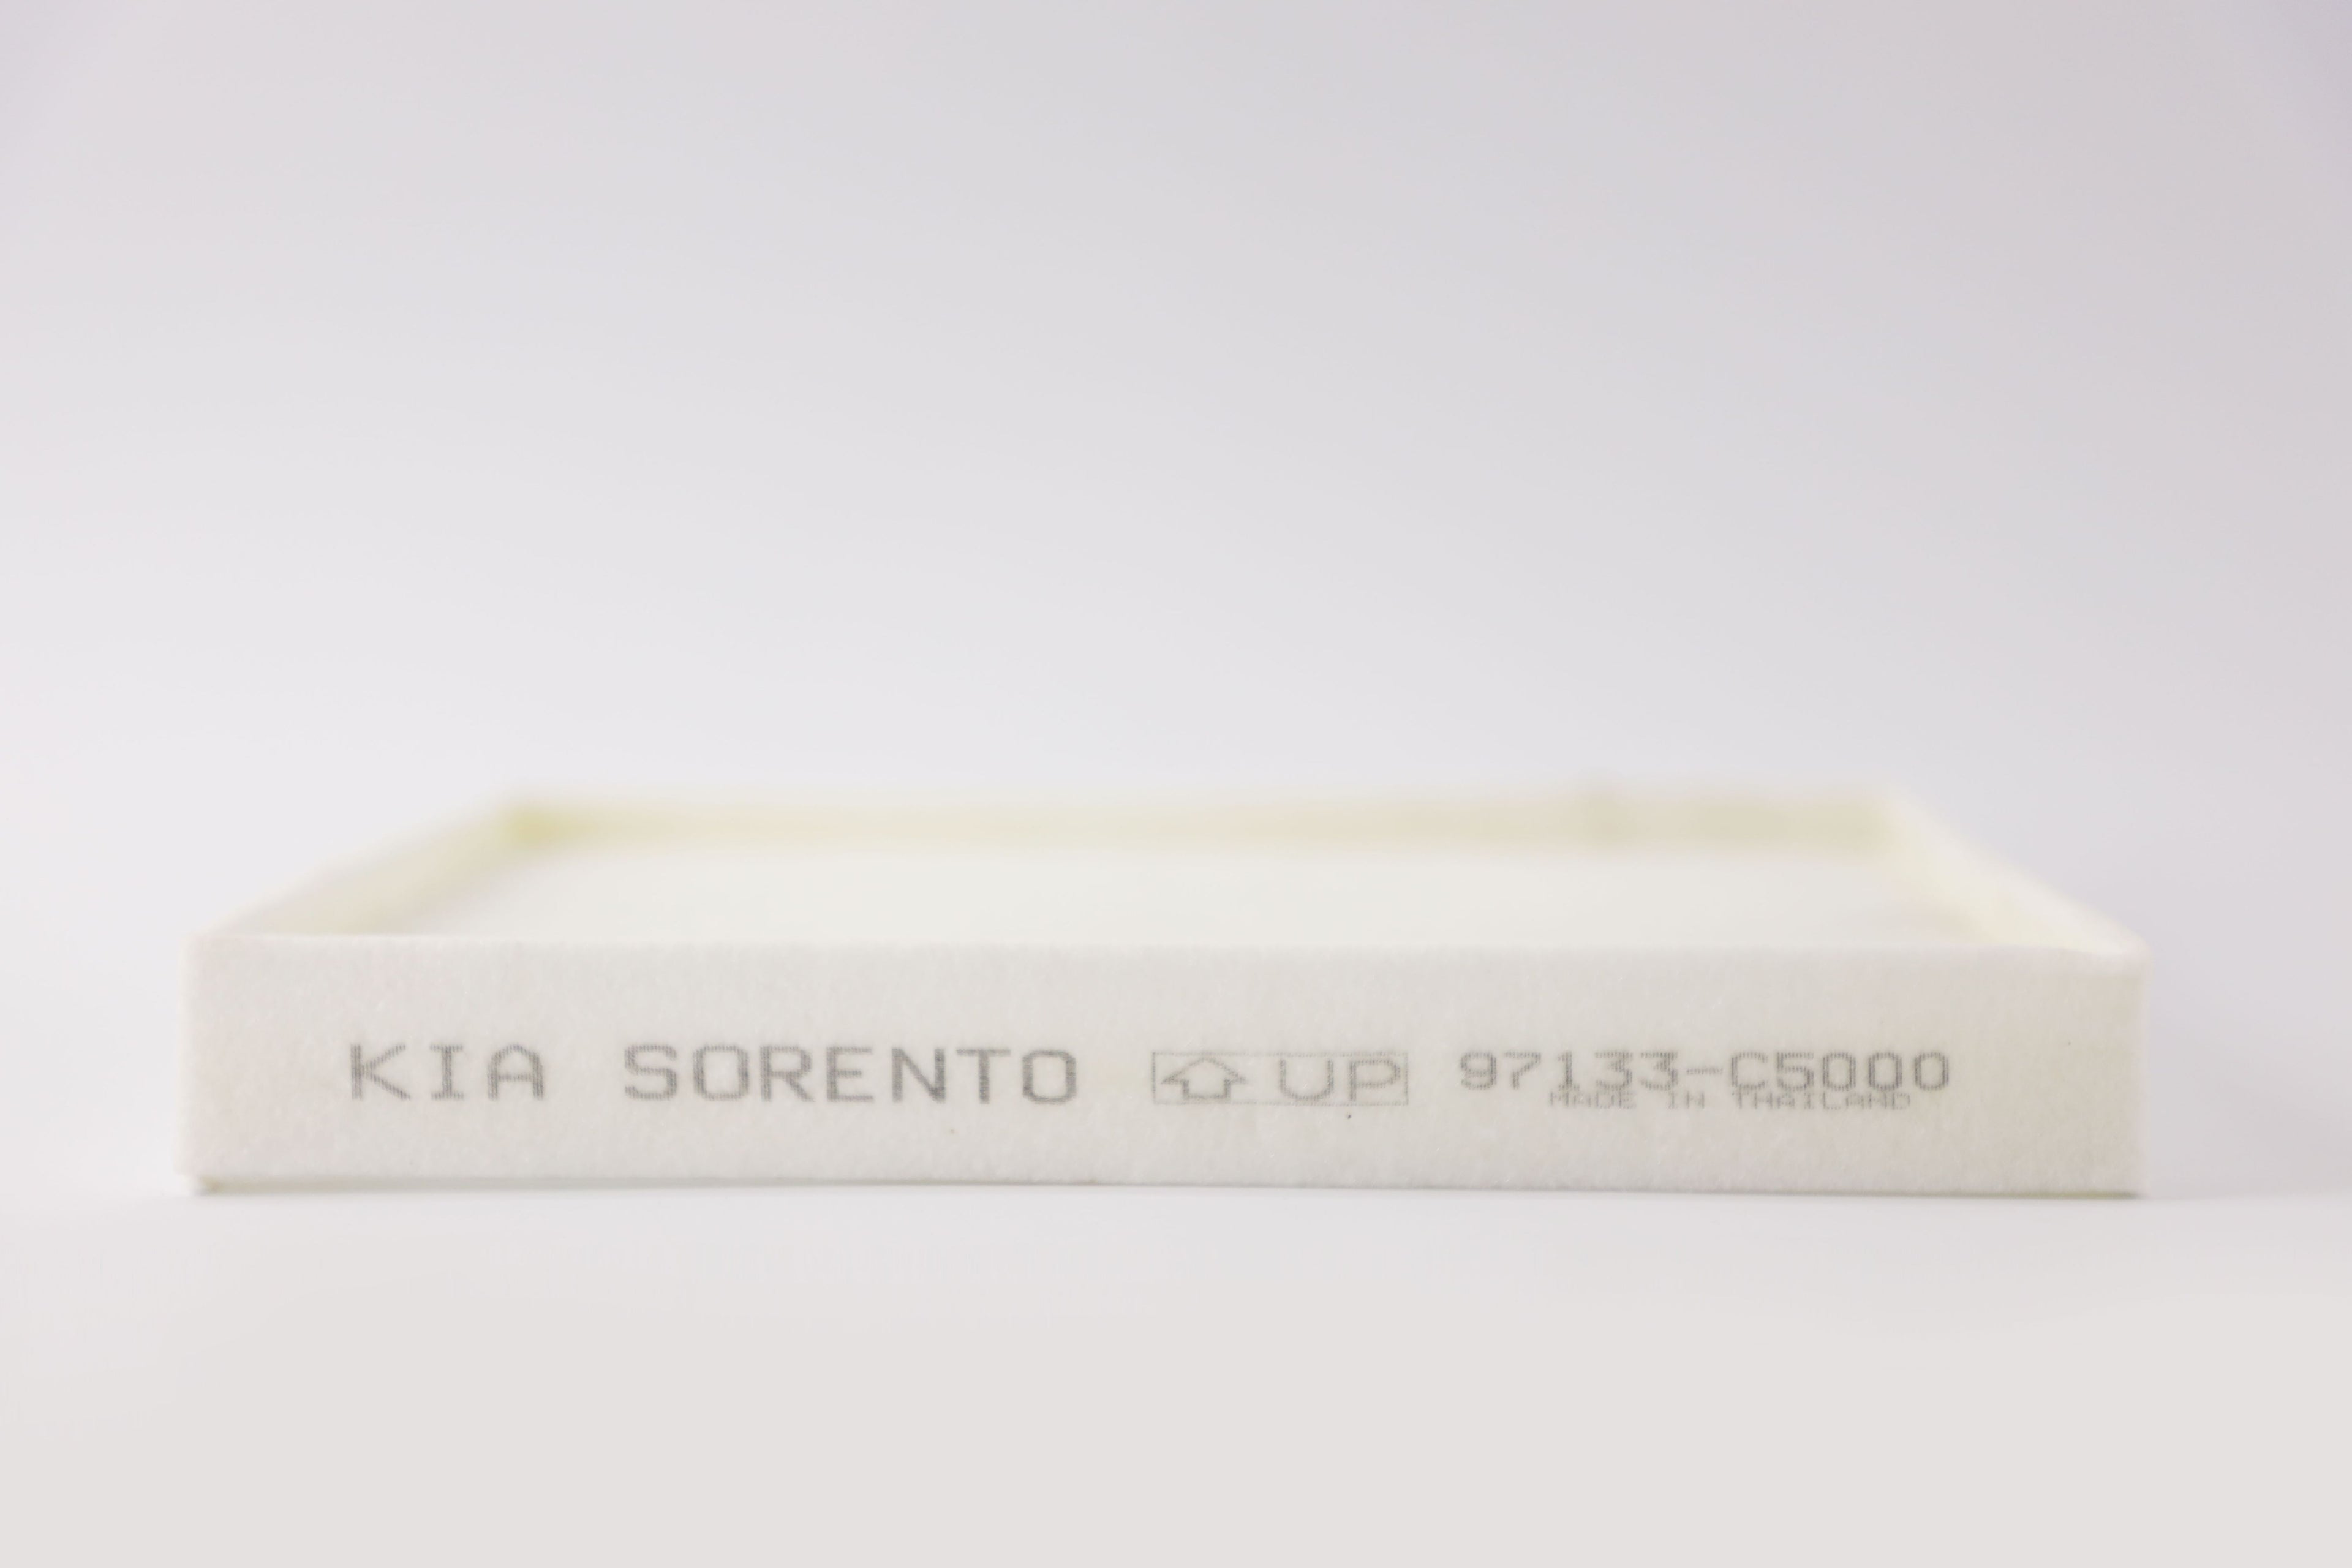 KIA SORENTO UP 97133-C5000
MADE IN THAILAND